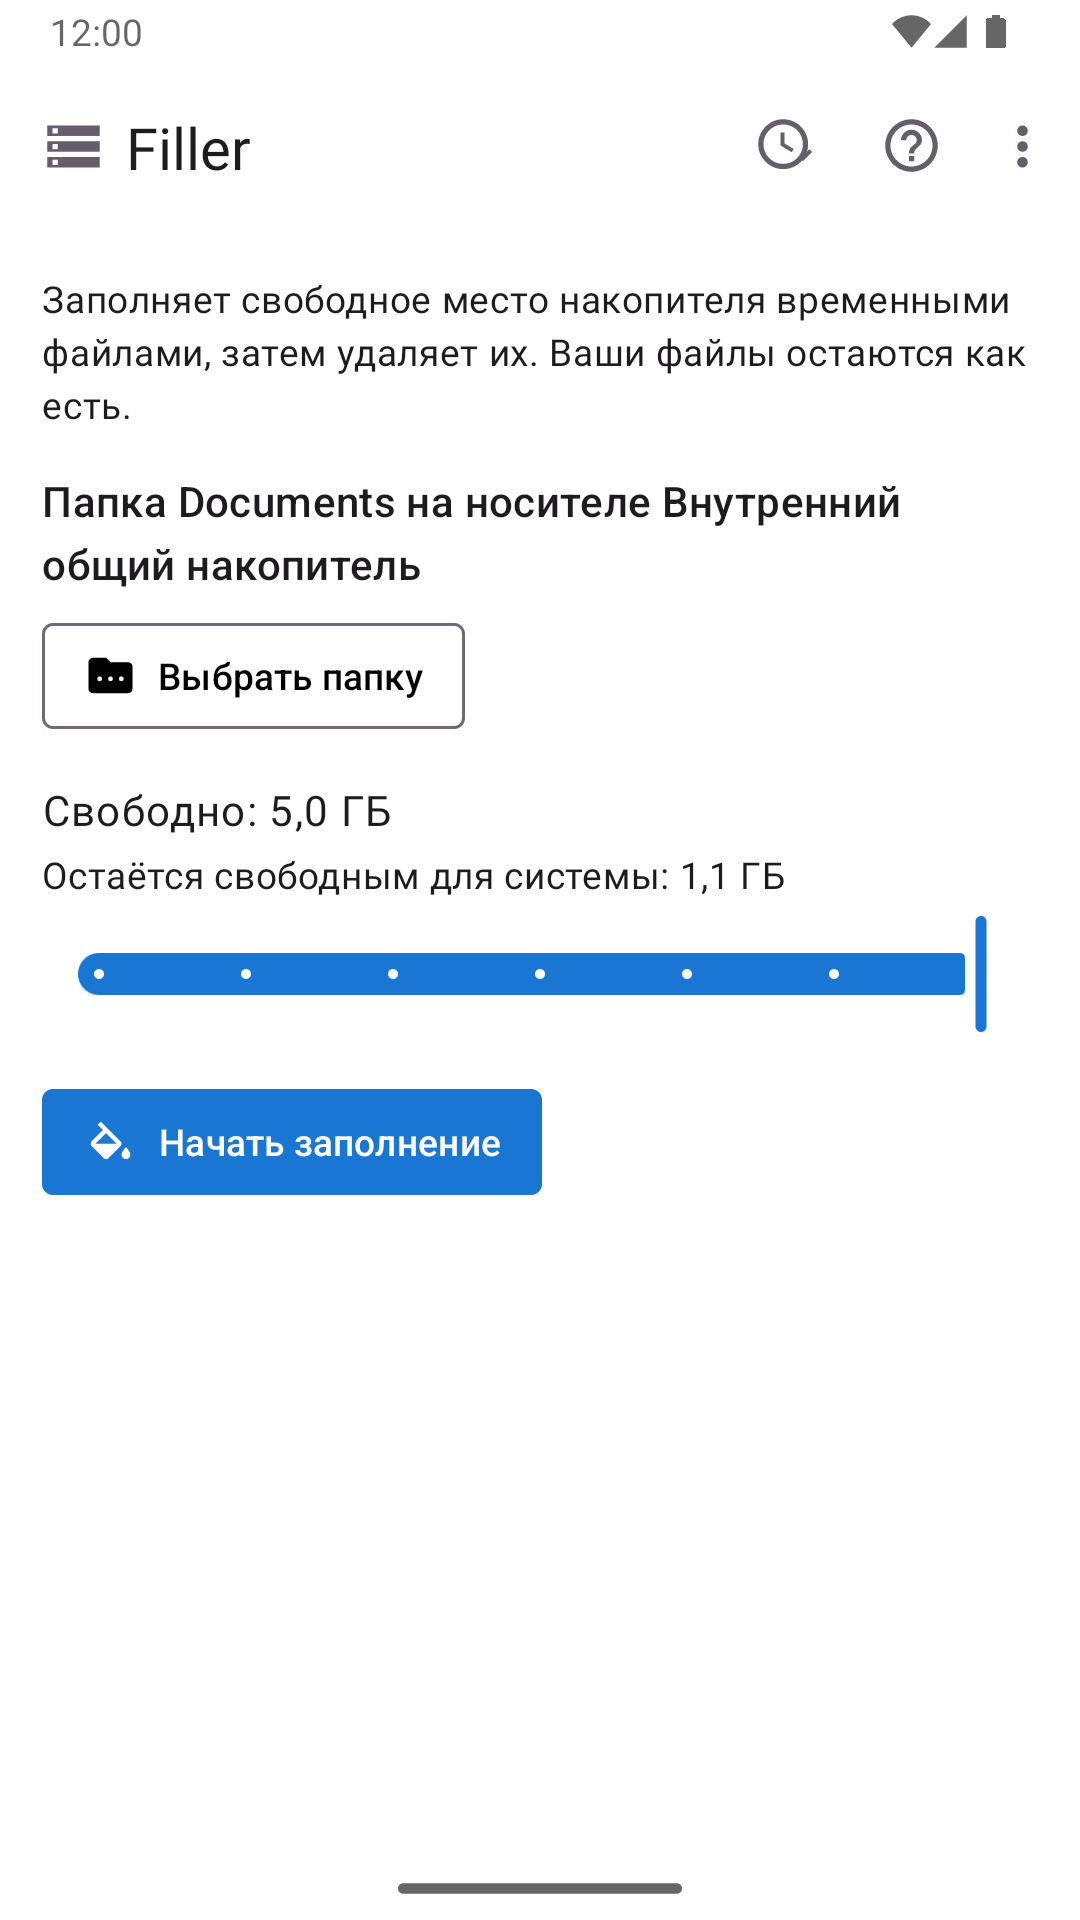 12:00
Filler
Заполняет свободное место накопителя временными
файлами, затем удаляет их. Ваши файлы остаются как
есть.
Папка Documents на носителе Внутренний
общий накопитель
Выбрать папку
Свободно: 5,0 ГБ
Остаётся свободным для системы: 1,1 ГБ
Начать заполнение